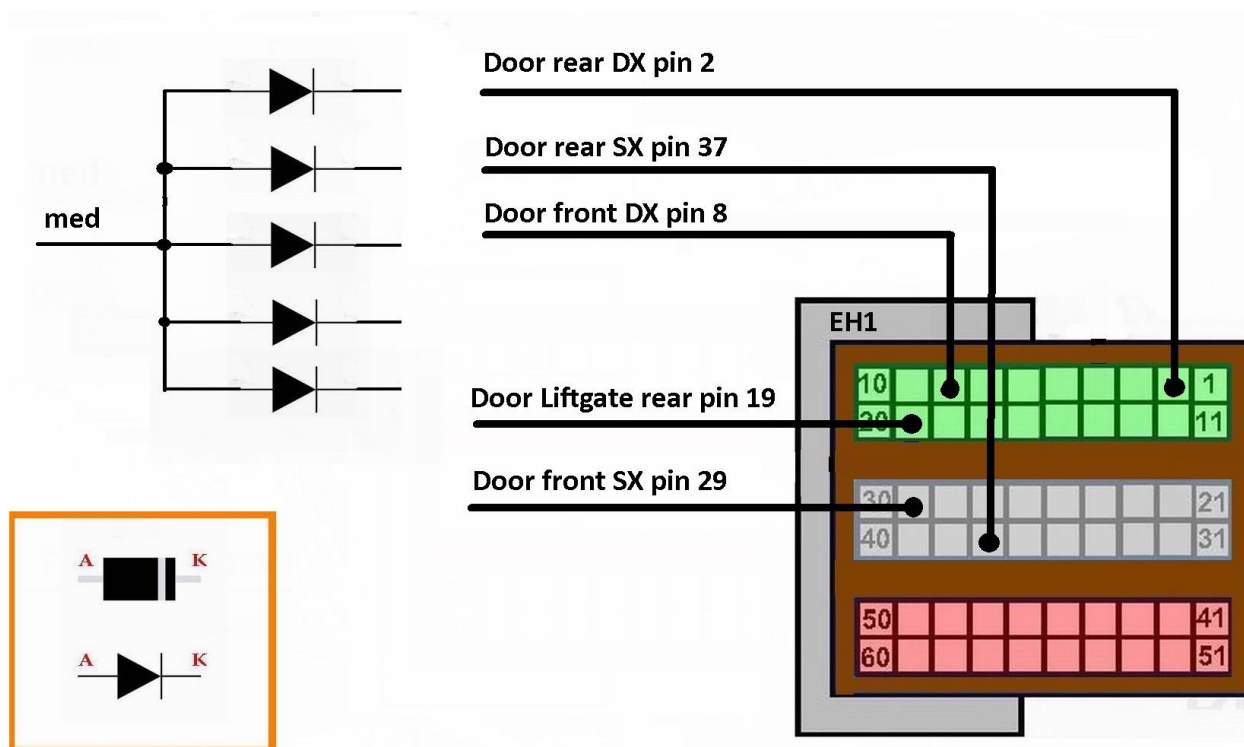 Door rear DX pin 2
Door rear SX pin 37
med
Door front DX pin 8
EH1
Door Liftgate rear pin 19
Door front SX pin 29
10 1
20 11
30 21
40 31
50 41
60 51
A K
A K